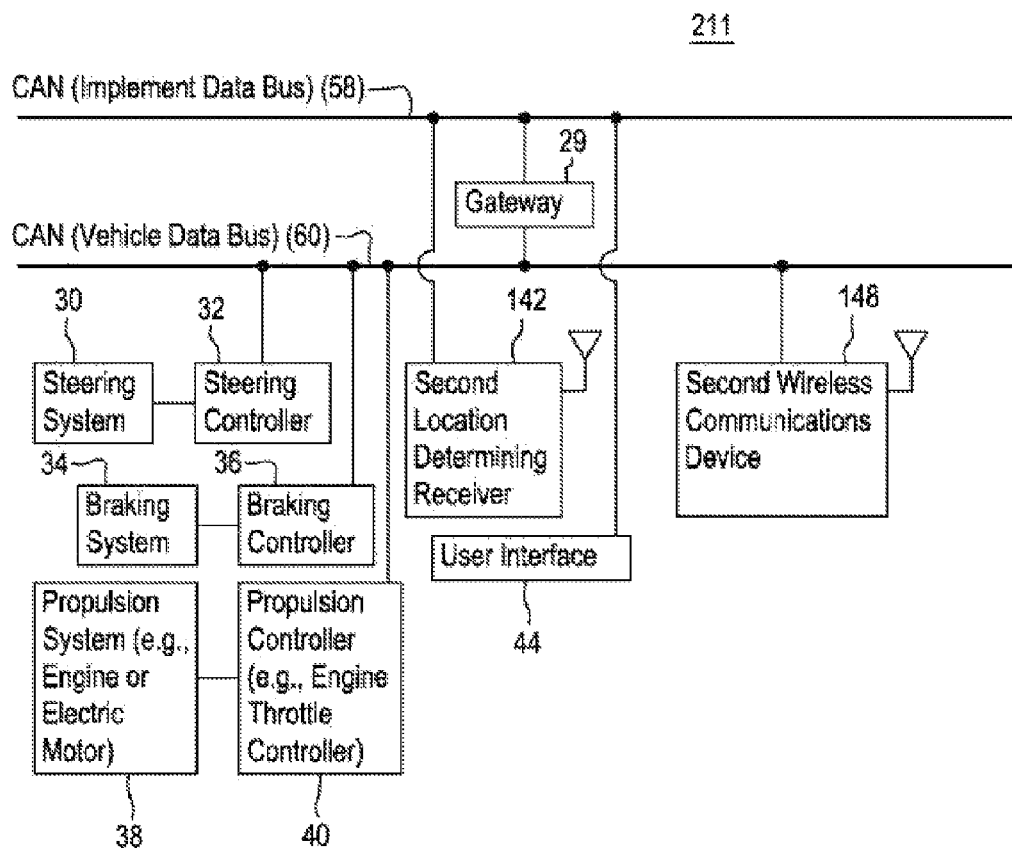 211
CAN (Implement Data Bus) (58)
29
Gateway
CAN (Vehicle Data Bus) (60)
30
32
142
148
Steering
System
Steering
Controller
Second
Location
Determining
Receiver
Second Wireless
Communications
Device
34
36
Braking
System
Braking
Controller
User Interface
44
Propulsion
System (e.g.,
Engine or
Electric
Motor)
Propulsion
Controller
(e.g., Engine
Throttle
Controller)
38
40